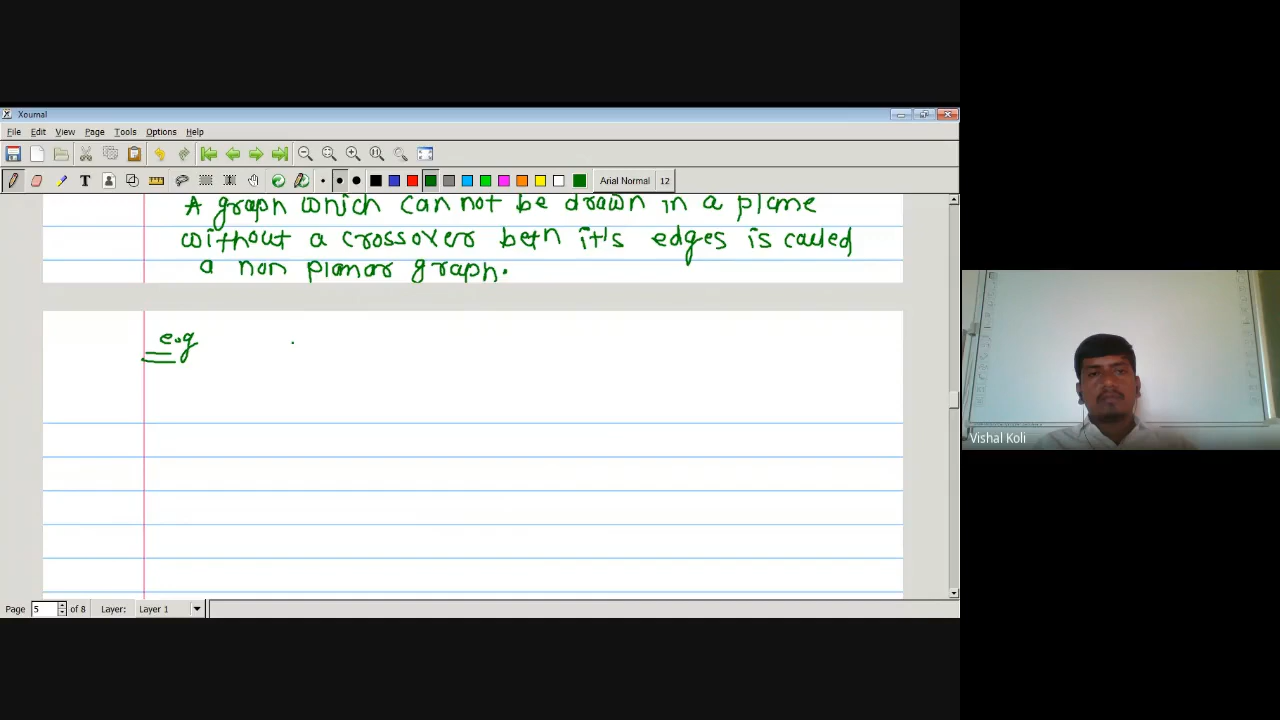 Xournal
File Edit View Page Tools Options Help
Arial Normal 12
A graph which can not be drawn in a plane
without a crossover betn it's edges is called
a non planar graph.
e.g
Vishal Koli
Page 5 of 8 Layer: Layer 1